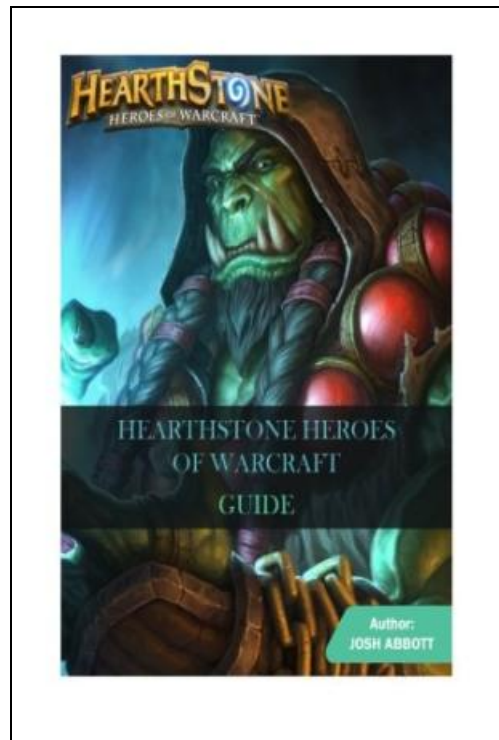 HEARTHSTONE
HEROES OF WARCRAFT
HEARTHSTONE HEROES
OF WARCRAFT
GUIDE
Author:
JOSH ABBOTT